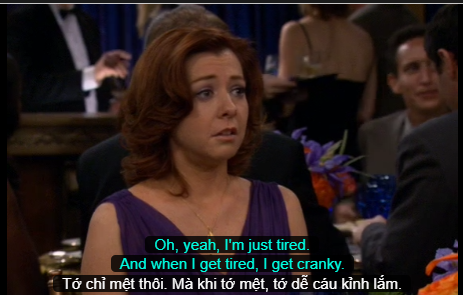 Oh, yeah, I'm just tired.
And when I get tired, I get cranky.
Tớ chỉ mệt thôi. Mà khi tớ mệt, tớ dễ cáu kỉnh lắm.